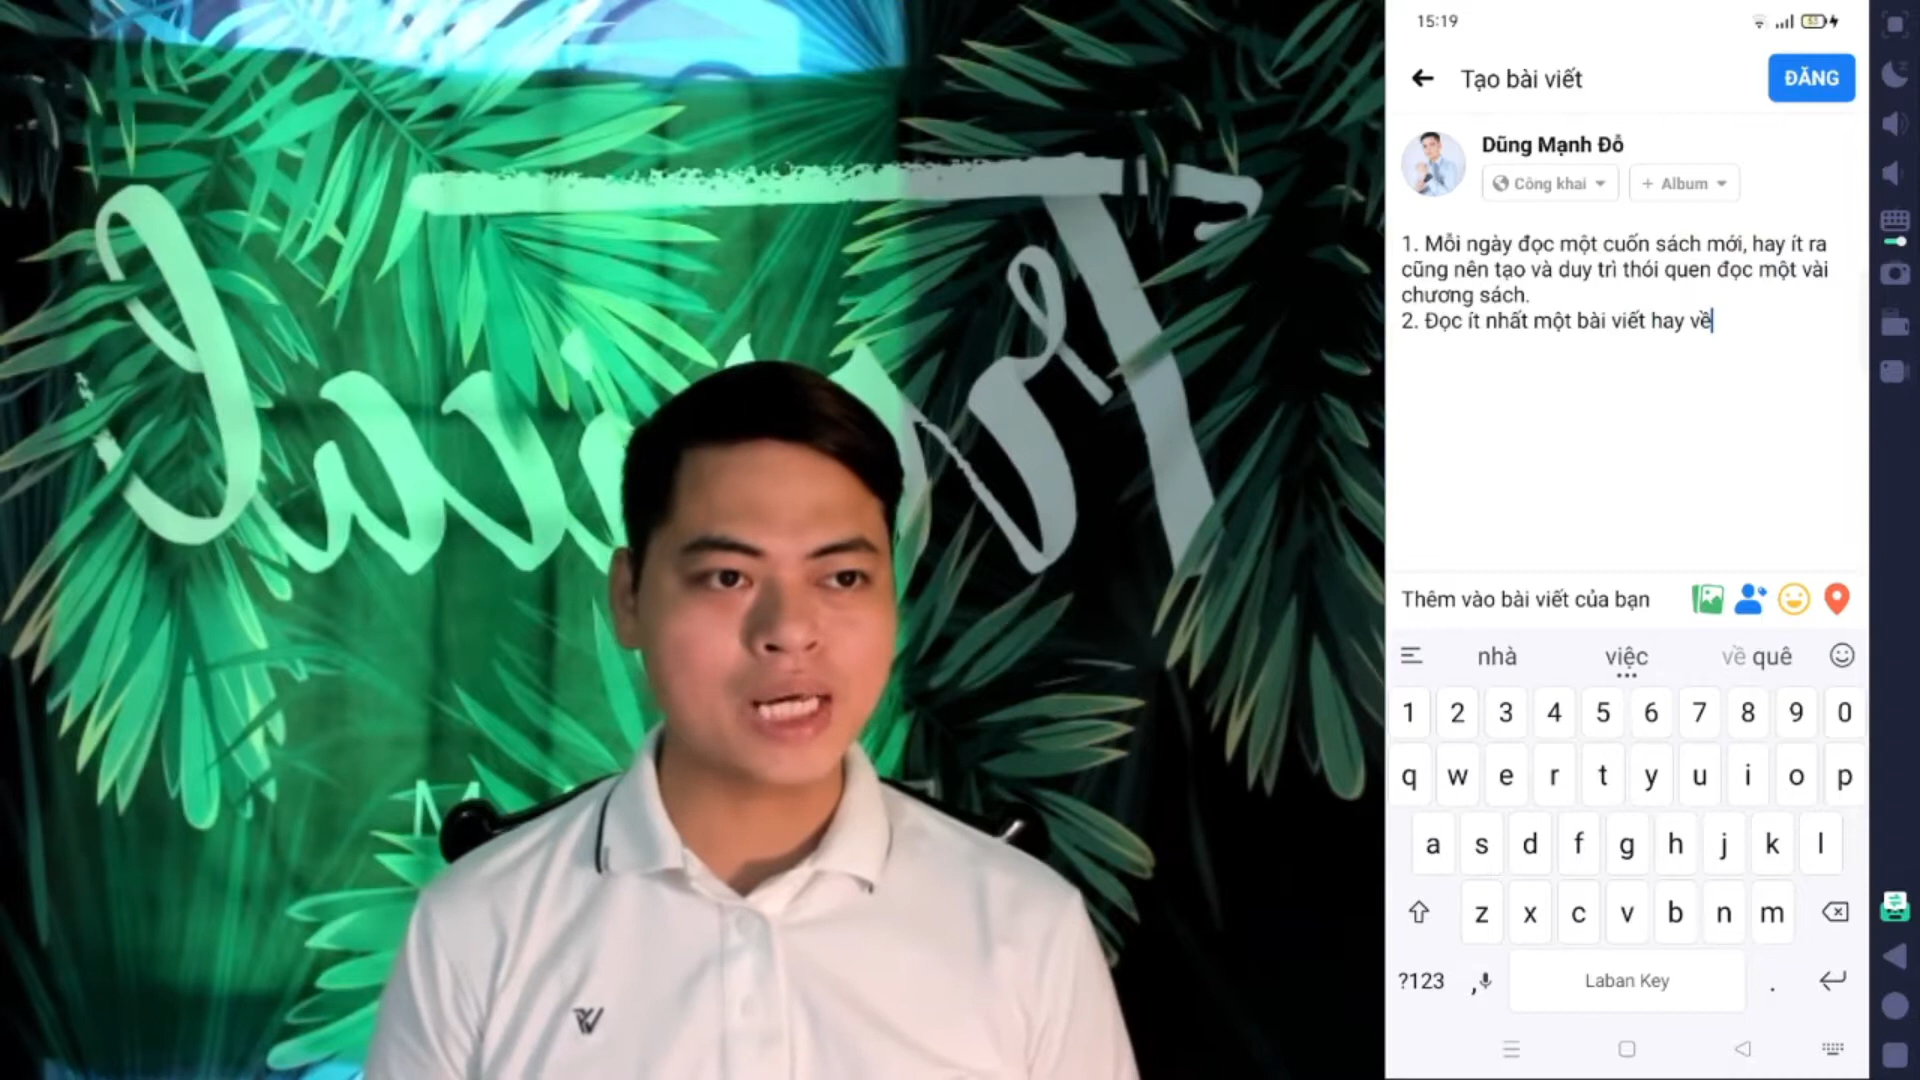 15:19
Tạo bài viết
ĐĂNG
Dũng Mạnh Đỗ
Công khai
+ Album
1. Mỗi ngày đọc một cuốn sách mới, hay ít ra
cũng nên tạo và duy trì thói quen đọc một vài
chương sách.
2. Đọc ít nhất một bài viết hay về
Thêm vào bài viết của bạn
nhà việc về quê
1 2 3 4 5 6 7 8 9 0
q w e r t y u i o p
a s d f g h j k l
z x c v b n m
?123 , Laban Key .